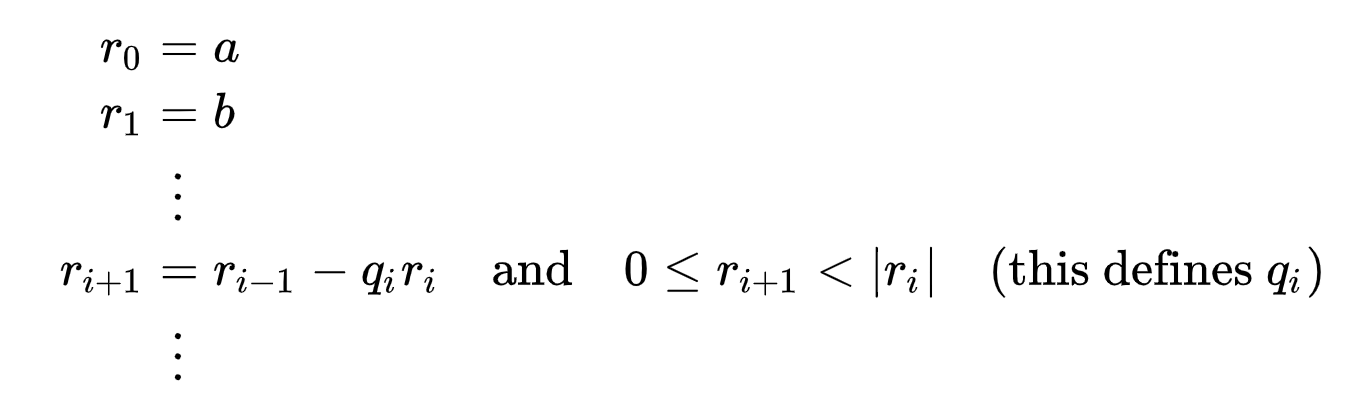 r₀ = a
r₁ = b
⋮
rᵢ₊₁ = rᵢ₋₁ − qᵢrᵢ and 0 ≤ rᵢ₊₁ < |rᵢ| (this defines qᵢ)
⋮